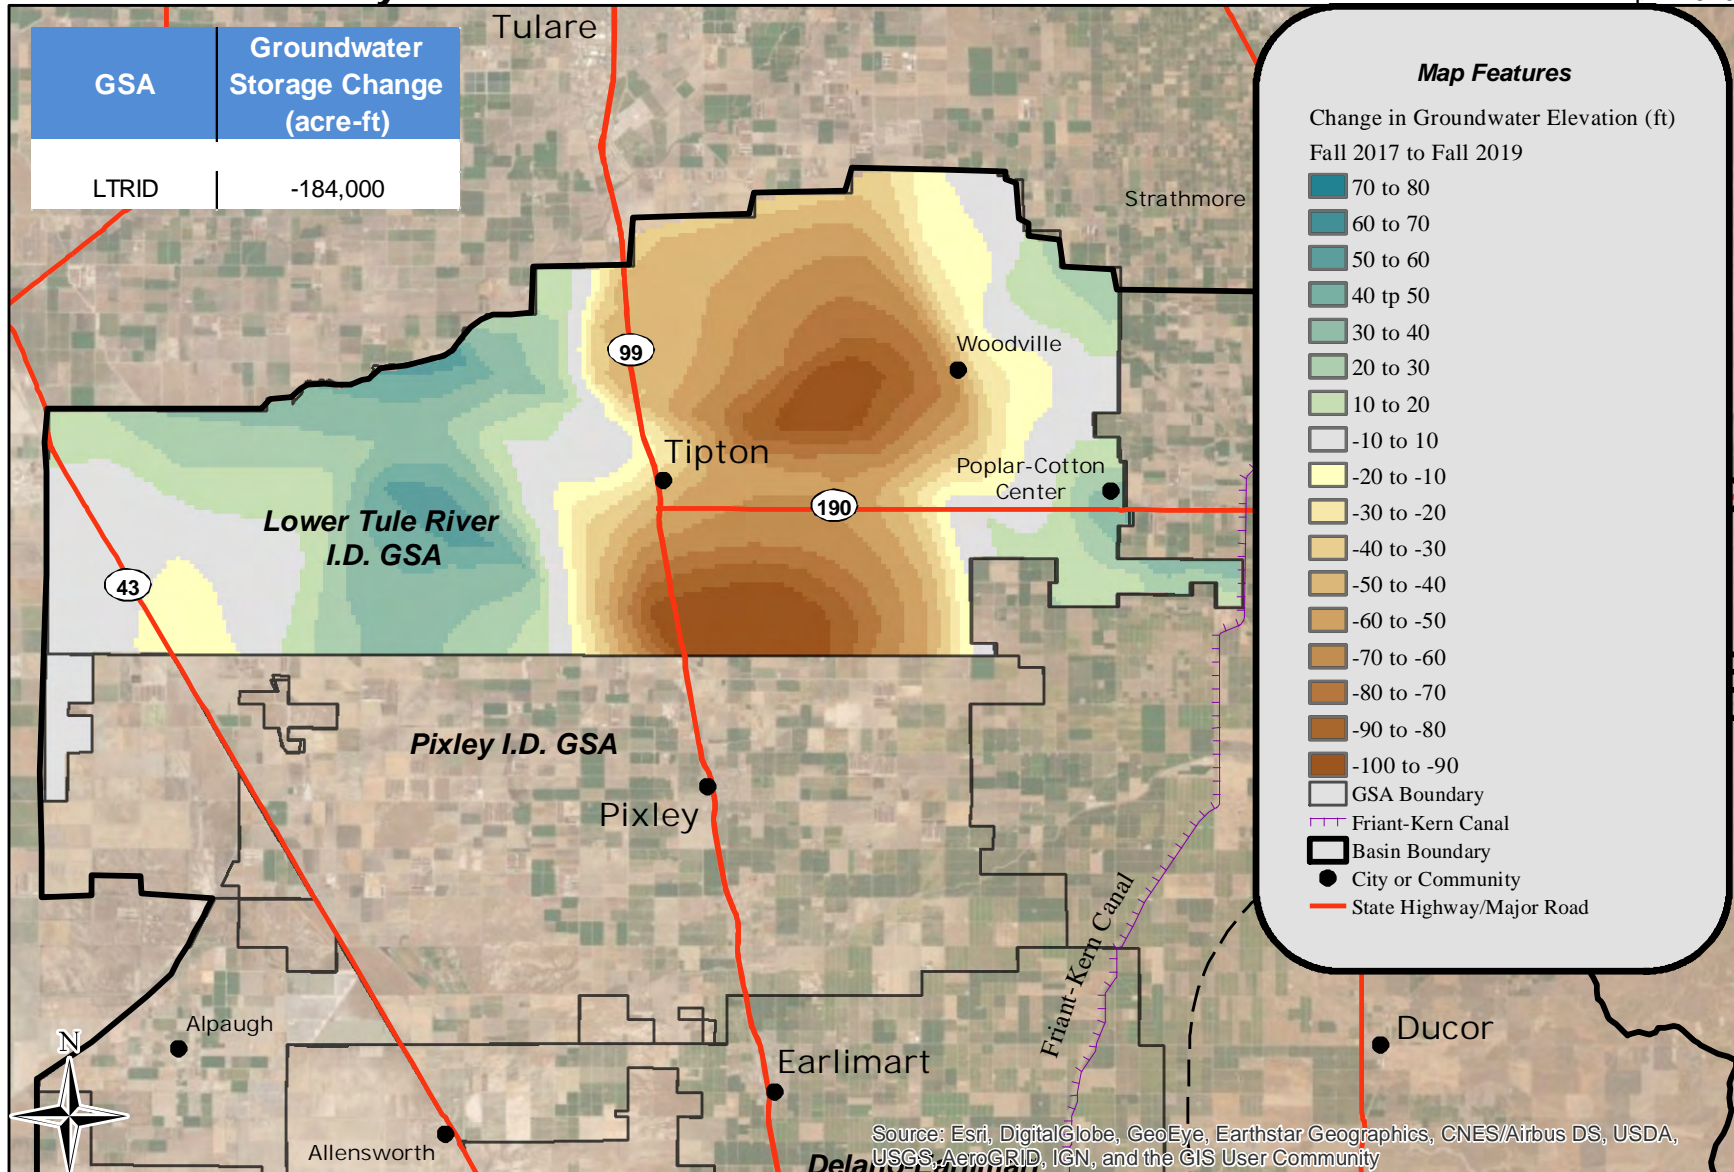 Tulare
GSA
Groundwater
Storage Change
(acre-ft)
LTRID
-184,000
Strathmore
Woodville
99
Tipton
Poplar-Cotton
Center
190
Lower Tule River
I.D. GSA
43
Pixley I.D. GSA
Pixley
Friant-Kern Canal
Alpaugh
N
Earlimart
Ducor
Allensworth
Map Features
Change in Groundwater Elevation (ft)
Fall 2017 to Fall 2019
70 to 80
60 to 70
50 to 60
40 tp 50
30 to 40
20 to 30
10 to 20
-10 to 10
-20 to -10
-30 to -20
-40 to -30
-50 to -40
-60 to -50
-70 to -60
-80 to -70
-90 to -80
-100 to -90
GSA Boundary
Friant-Kern Canal
Basin Boundary
City or Community
State Highway/Major Road
Source: Esri, DigitalGlobe, GeoEye, Earthstar Geographics, CNES/Airbus DS, USDA,
USGS, AeroGRID, IGN, and the GIS User Community